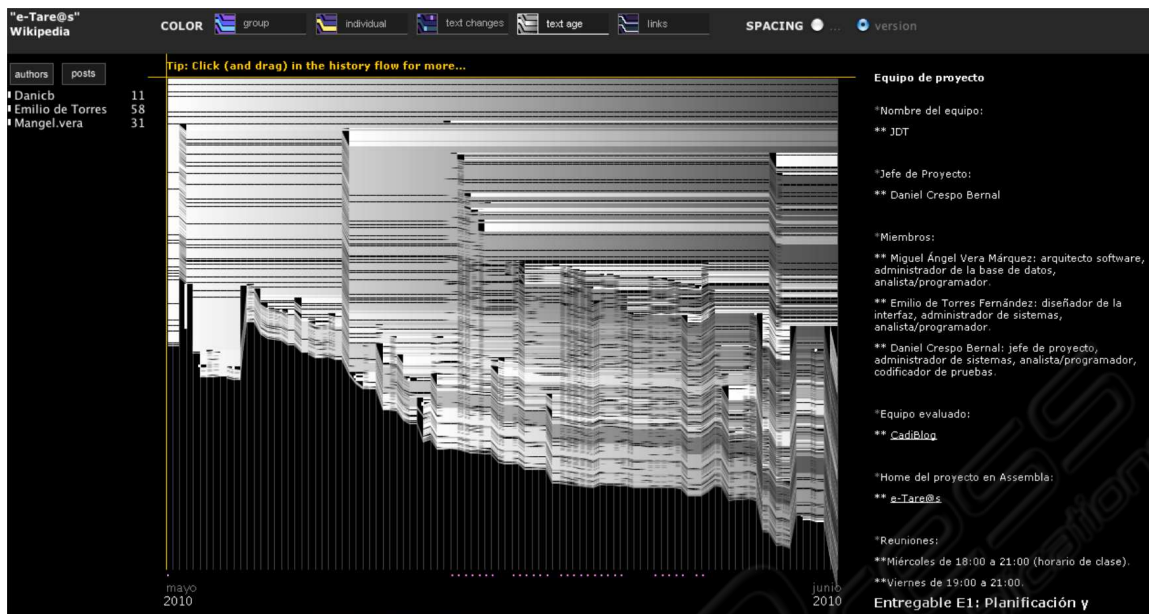 "e-Tare@s"
Wikipedia
COLOR group individual text changes text age links SPACING ... version
authors posts
Danicb 11
Emilio de Torres 58
Mangel.vera 31
Tip: Click (and drag) in the history flow for more...
mayo
2010
junio
2010
Equipo de proyecto
*Nombre del equipo:
** JDT
*Jefe de Proyecto:
** Daniel Crespo Bernal
*Miembros:
** Miguel Ángel Vera Márquez: arquitecto software,
administrador de la base de datos,
analista/programador.
** Emilio de Torres Fernández: diseñador de la
interfaz, administrador de sistemas,
analista/programador.
** Daniel Crespo Bernal: jefe de proyecto,
administrador de sistemas, analista/programador,
codificador de pruebas.
*Equipo evaluado:
** CadiBlog
*Home del proyecto en Assembla:
** e-Tare@s
*Reuniones:
**Miércoles de 18:00 a 21:00 (horario de clase).
**Viernes de 19:00 a 21:00.
Entregable E1: Planificación y